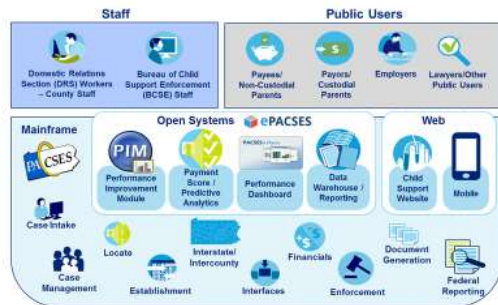 Staff
Public Users
Domestic Relations
Section (DRS) Workers
– County Staff
Bureau of Child
Support Enforcement
(BCSE) Staff
Payees/
Non-Custodial
Parents
Payors/
Custodial
Parents
Employers
Lawyers/Other
Public Users
Mainframe
PACSES
Open Systems
ePACSES
Web
PIM
Performance
Improvement
Module
Payment
Score /
Predictive
Analytics
Performance
Dashboard
Data
Warehouse /
Reporting
Child
Support
Website
Mobile
Case Intake
Locate
Interstate/
Intercounty
Financials
Document
Generation
Case
Management
Establishment
Interfaces
Enforcement
Federal
Reporting